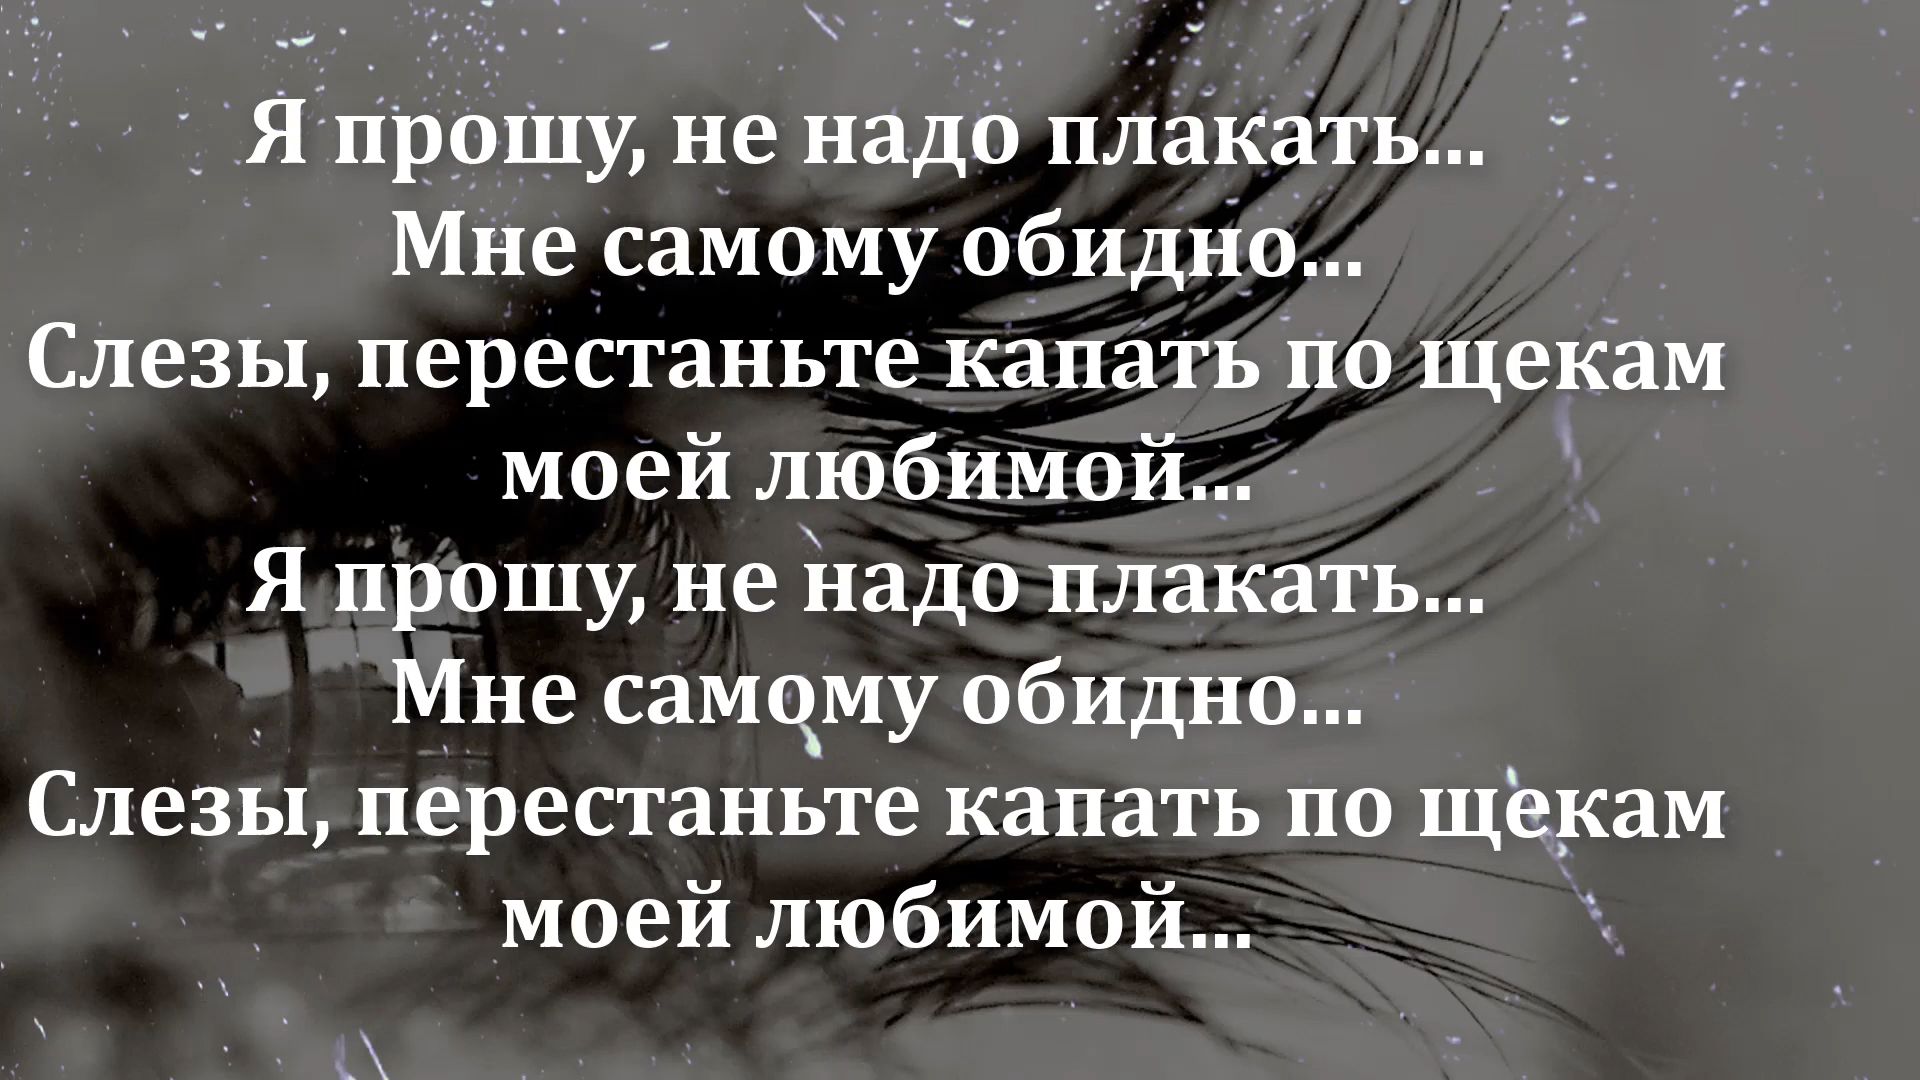 Я прошу, не надо плакать...
Мне самому обидно...
Слезы, перестаньте капать по щекам
моей любимой...
Я прошу, не надо плакать...
Мне самому обидно...
Слезы, перестаньте капать по щекам
моей любимой...